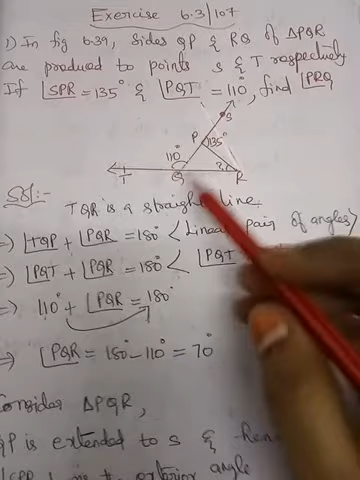 Exercise 6.3/107
1) In fig 6.39, Sides QP & RQ of ΔPQR
are produced to points S & T respectively
If ∠SPR = 135° & ∠PQT = 110°, find ∠PRQ
S
P 135°
110°
T Q R
Sol:-
TQR is a straight line
=> ∠TQP + ∠PQR = 180° < Linear pair of angles>
=> ∠PQT + ∠PQR = 180° < ∠PQT
=> 110° + ∠PQR = 180°
=> ∠PQR = 180° - 110° = 70°
Consider ΔPQR,
QP is extended to S &
exterior angle